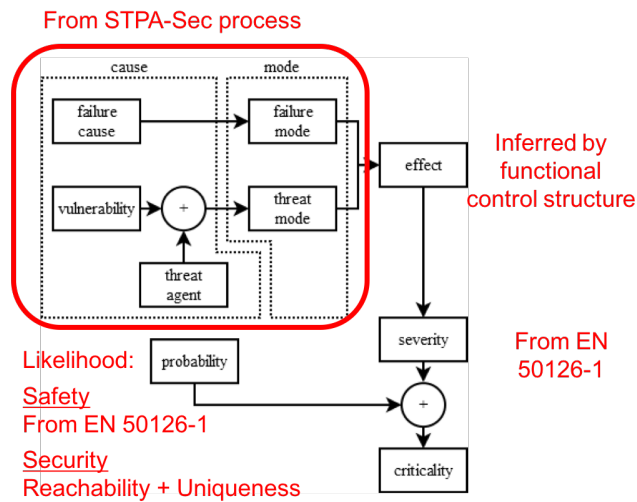 From STPA-Sec process
cause
mode
failure
cause
failure
mode
vulnerability
+
threat
mode
threat
agent
effect
Inferred by
functional
control structure
severity
From EN
50126-1
Likelihood:
probability
Safety
From EN 50126-1
+
Security
Reachability + Uniqueness
criticality